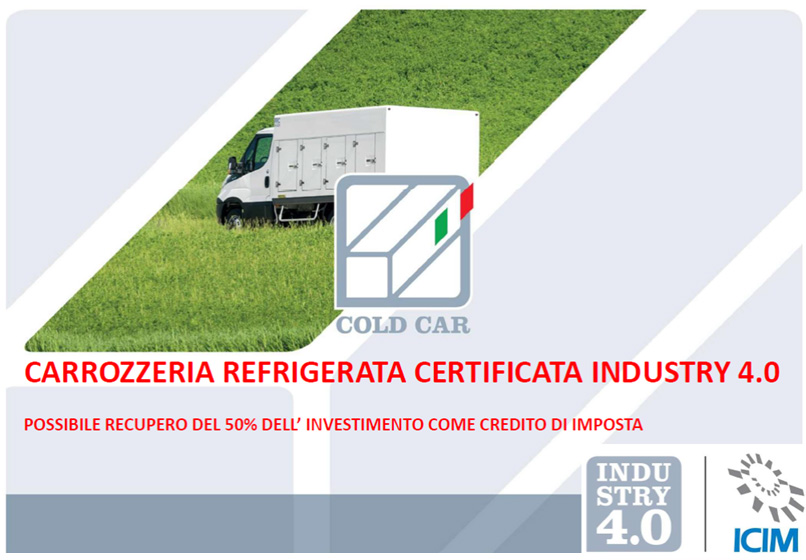 COLD CAR
CARROZZERIA REFRIGERATA CERTIFICATA INDUSTRY 4.0
POSSIBILE RECUPERO DEL 50% DELL’ INVESTIMENTO COME CREDITO DI IMPOSTA
INDU
STRY
4.0
ICIM